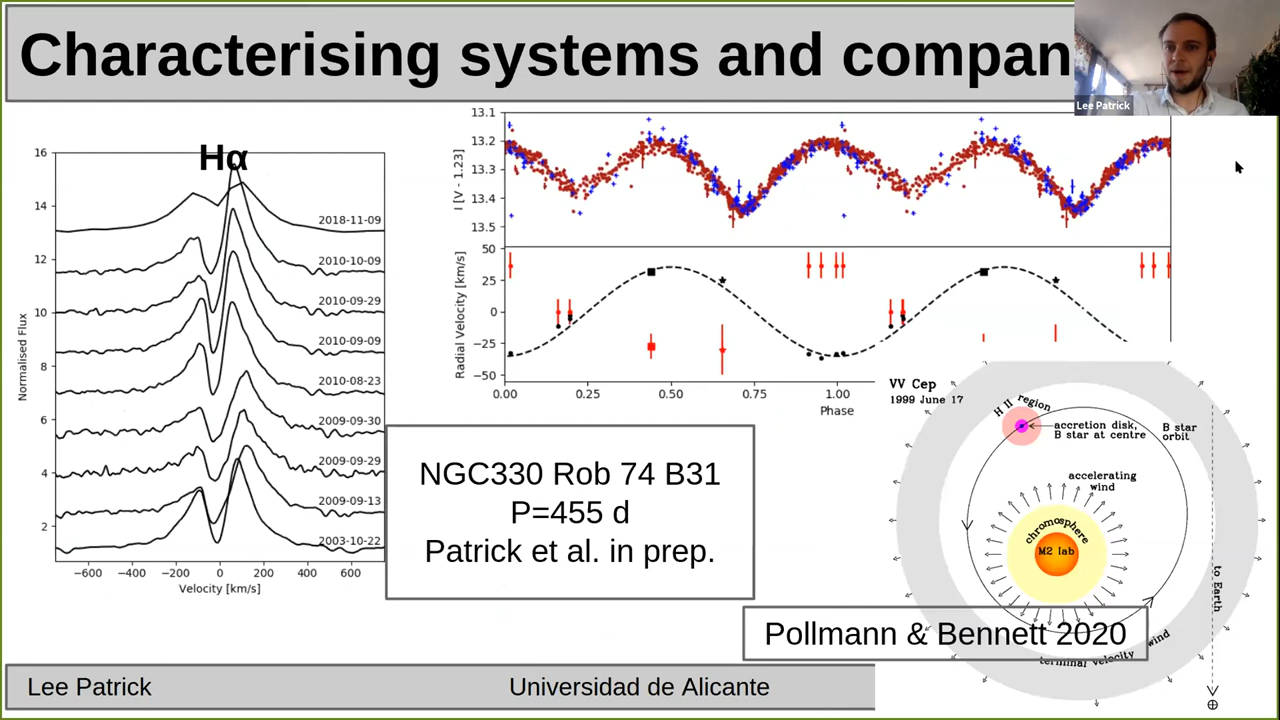 Characterising systems and compan
Lee Patrick
Hα
16
14
12
10
8
6
4
2
Normalised Flux
2018-11-09
2010-10-09
2010-09-29
2010-09-09
2010-08-23
2009-09-30
2009-09-29
2009-09-13
2003-10-22
−600 −400 −200 0 200 400 600
Velocity [km/s]
13.1
13.2
13.3
13.4
13.5
I [V - 1.23]
50
25
0
−25
−50
Radial Velocity [km/s]
0.00 0.25 0.50 0.75 1.00
Phase
NGC330 Rob 74 B31
P=455 d
Patrick et al. in prep.
VV Cep
1999 June 17
H II region
accretion disk,
B star at centre
B star
orbit
accelerating
wind
chromosphere
M2 Iab
to Earth
terminal velocity wind
Pollmann & Bennett 2020
Lee Patrick
Universidad de Alicante